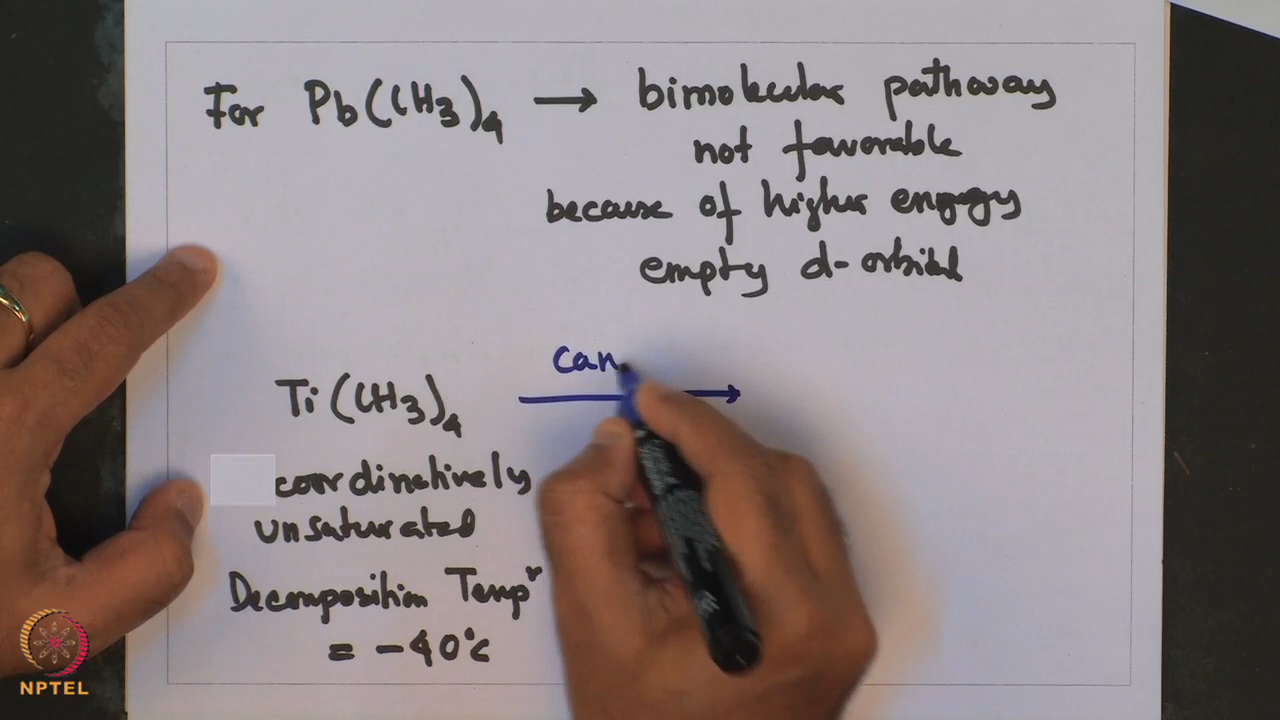 For Pb(CH3)4 → bimolecular pathway
not favorable
because of higher energy
empty d-orbital
can
Ti(CH3)4
coordinatively
unsaturated
Decomposition Tempr
= -40°C
NPTEL